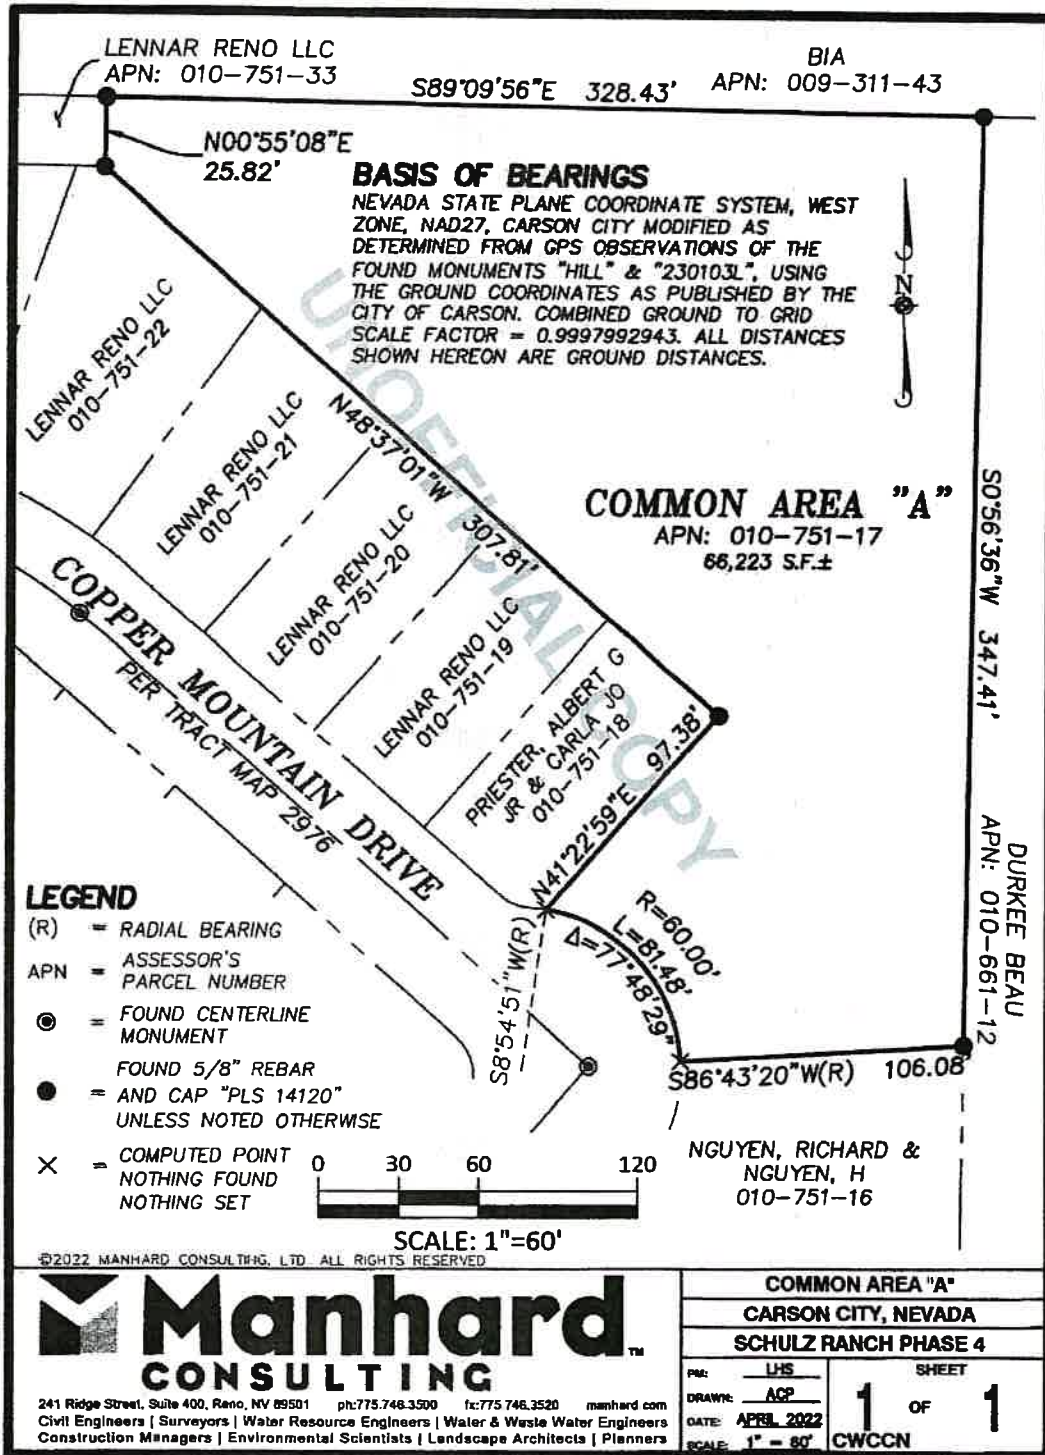 LENNAR RENO LLC
APN: 010-751-33
BIA
APN: 009-311-43
S89°09'56"E 328.43'
N00°55'08"E
25.82'
BASIS OF BEARINGS
NEVADA STATE PLANE COORDINATE SYSTEM, WEST
ZONE, NAD27, CARSON CITY MODIFIED AS
DETERMINED FROM GPS OBSERVATIONS OF THE
FOUND MONUMENTS "HILL" & "230103L", USING
THE GROUND COORDINATES AS PUBLISHED BY THE
CITY OF CARSON. COMBINED GROUND TO GRID
SCALE FACTOR = 0.9997992943. ALL DISTANCES
SHOWN HEREON ARE GROUND DISTANCES.
N
UNOFFICIAL COPY
LENNAR RENO LLC
010-751-22
LENNAR RENO LLC
010-751-21
LENNAR RENO LLC
010-751-20
LENNAR RENO LLC
010-751-19
PRIESTER, ALBERT G
JR & CARLA JO
010-751-18
N48°37'01"W 307.81'
COMMON AREA "A"
APN: 010-751-17
66,223 S.F.±
S0°56'36"W 347.41'
DURKEE BEAU
APN: 010-661-12
COPPER MOUNTAIN DRIVE
PER TRACT MAP 2976
N41°22'59"E 97.38'
R=60.00'
L=81.48'
Δ=77°48'29"
S8°54'51"W(R)
S86°43'20"W(R) 106.08'
NGUYEN, RICHARD &
NGUYEN, H
010-751-16
LEGEND
(R) = RADIAL BEARING
APN = ASSESSOR'S
PARCEL NUMBER
= FOUND CENTERLINE
MONUMENT
FOUND 5/8" REBAR
= AND CAP "PLS 14120"
UNLESS NOTED OTHERWISE
= COMPUTED POINT
NOTHING FOUND
NOTHING SET
0 30 60 120
SCALE: 1"=60'
©2022 MANHARD CONSULTING, LTD. ALL RIGHTS RESERVED
Manhard™
CONSULTING
241 Ridge Street, Suite 400, Reno, NV 89501 ph:775.746.3500 fx:775.746.3520 manhard.com
Civil Engineers | Surveyors | Water Resource Engineers | Water & Waste Water Engineers
Construction Managers | Environmental Scientists | Landscape Architects | Planners
COMMON AREA "A"
CARSON CITY, NEVADA
SCHULZ RANCH PHASE 4
PM: LHS
DRAWN: ACP
DATE: APRIL 2022
SCALE: 1" = 60'
SHEET
1 OF 1
CWCCN